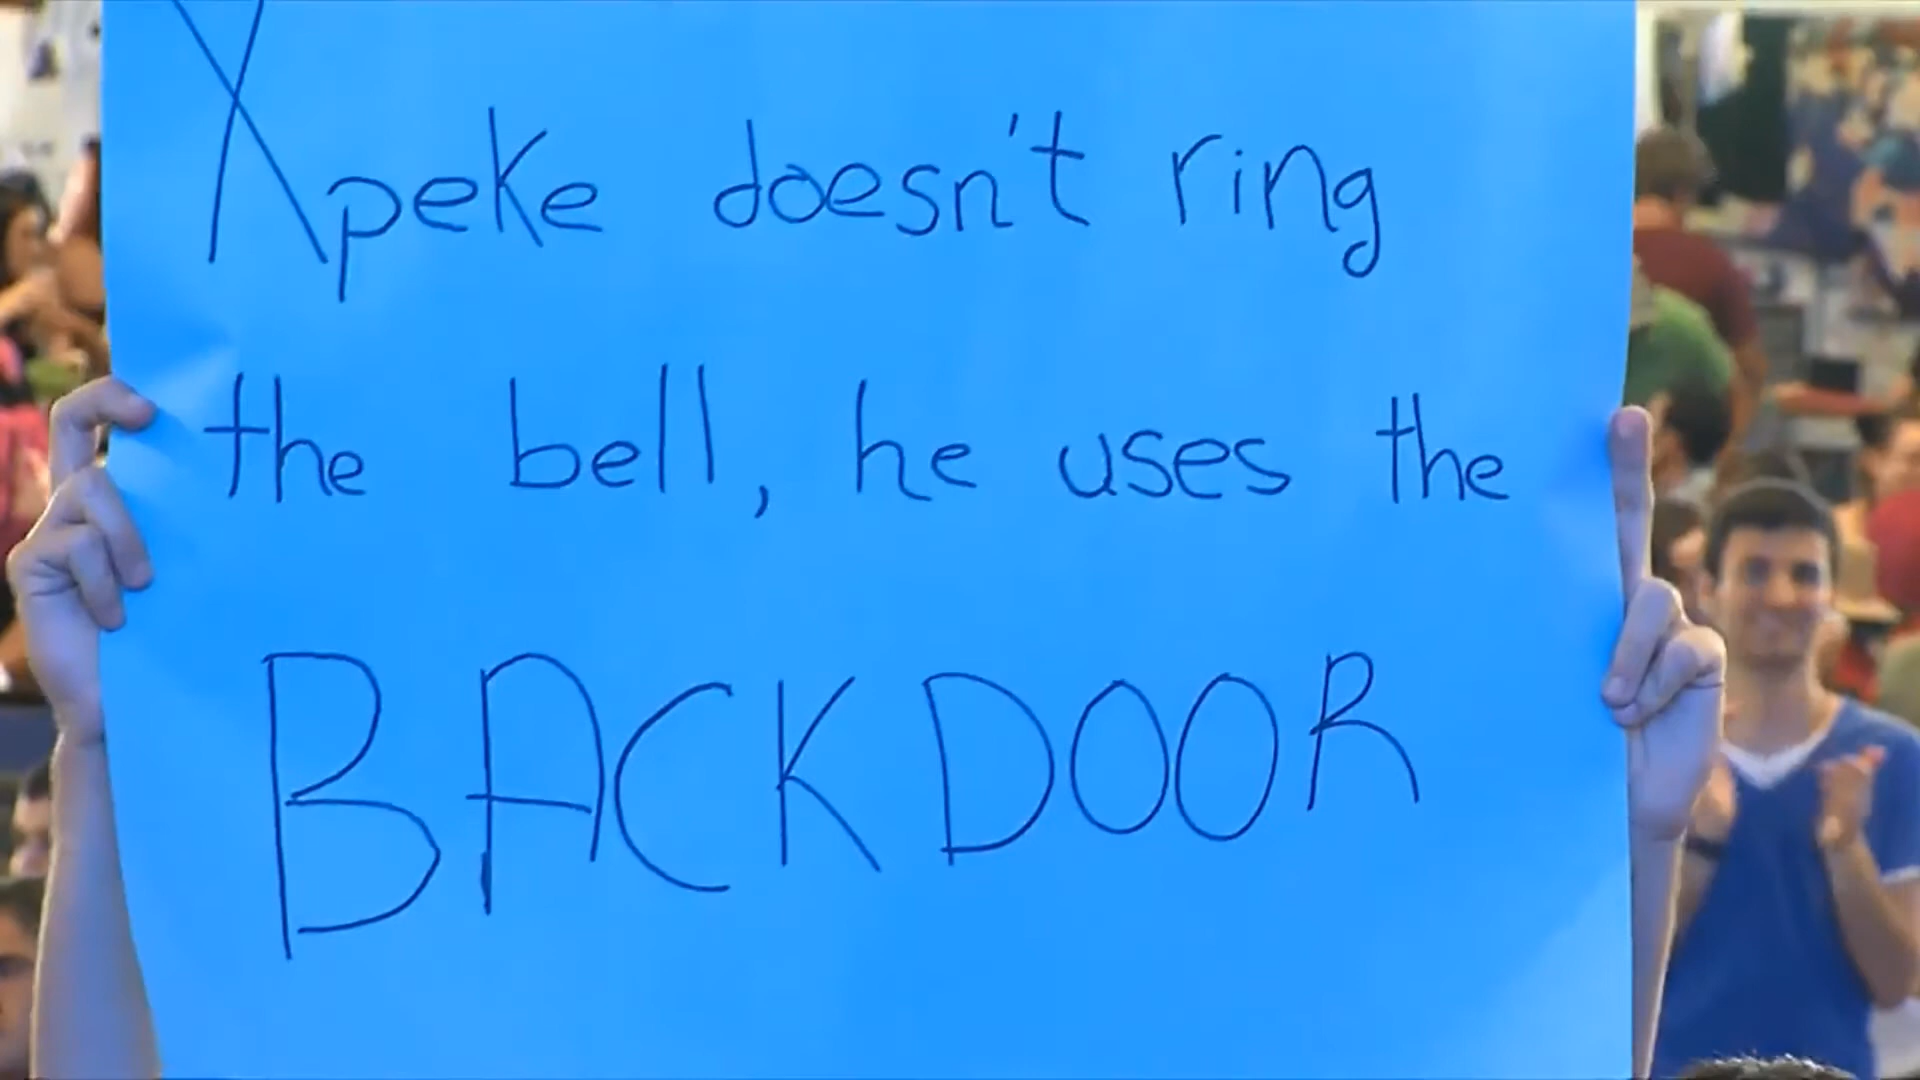 Xpeke doesn't ring
the bell, he uses the
BACKDOOR